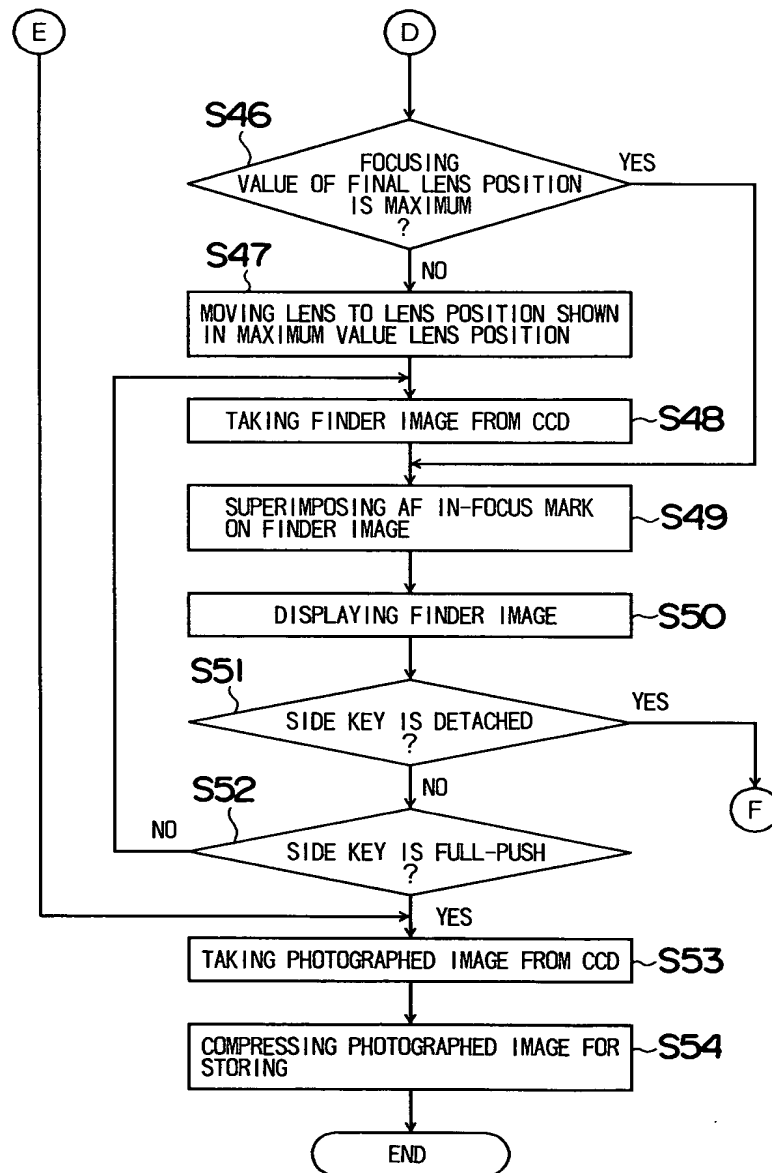 E
D
S46
FOCUSING
VALUE OF FINAL LENS POSITION
IS MAXIMUM
?
YES
NO
S47
MOVING LENS TO LENS POSITION SHOWN
IN MAXIMUM VALUE LENS POSITION
TAKING FINDER IMAGE FROM CCD
S48
SUPERIMPOSING AF IN-FOCUS MARK
ON FINDER IMAGE
S49
DISPLAYING FINDER IMAGE
S50
S51
SIDE KEY IS DETACHED
?
YES
NO
F
S52
NO
SIDE KEY IS FULL-PUSH
?
YES
TAKING PHOTOGRAPHED IMAGE FROM CCD
S53
COMPRESSING PHOTOGRAPHED IMAGE FOR
STORING
S54
END